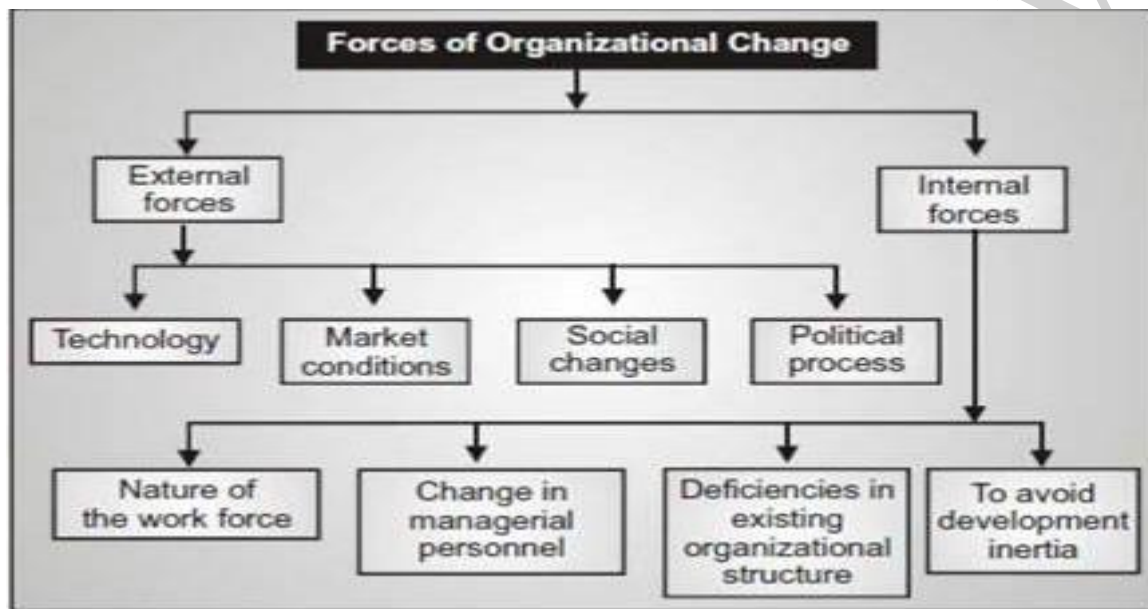 Forces of Organizational Change
External
forces
Internal
forces
Technology
Market
conditions
Social
changes
Political
process
Nature of
the work force
Change in
managerial
personnel
Deficiencies in
existing
organizational
structure
To avoid
development
inertia